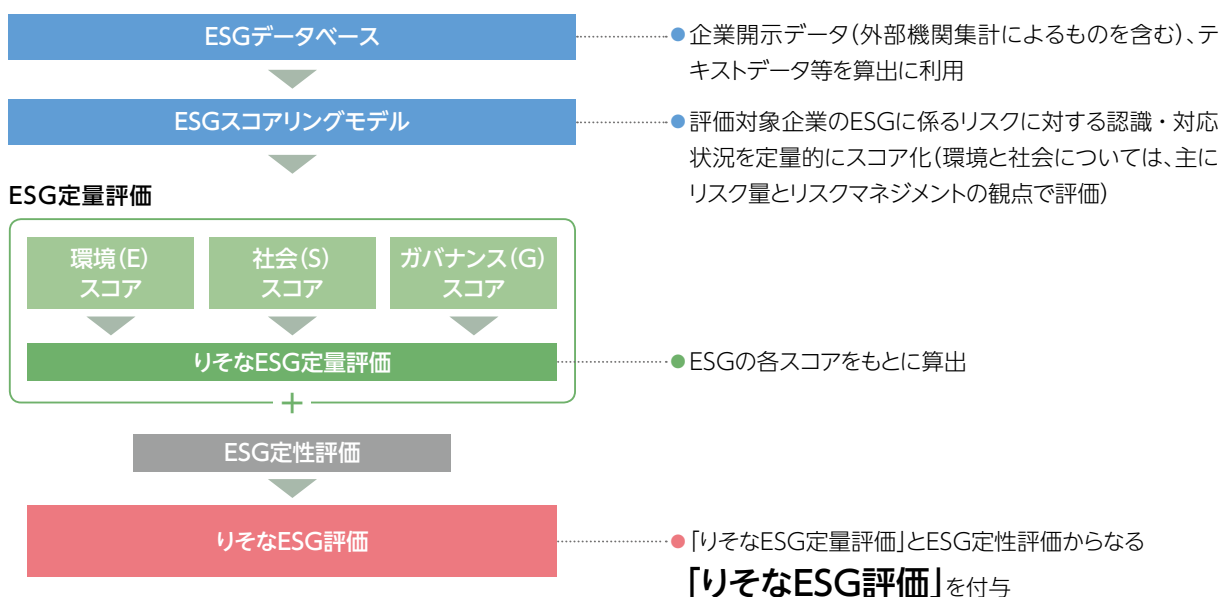 ESGデータベース
●企業開示データ(外部機関集計によるものを含む)、テ
キストデータ等を算出に利用
ESGスコアリングモデル
●評価対象企業のESGに係るリスクに対する認識・対応
状況を定量的にスコア化(環境と社会については、主に
リスク量とリスクマネジメントの観点で評価)
ESG定量評価
環境(E)
スコア
社会(S)
スコア
ガバナンス(G)
スコア
りそなESG定量評価
●ESGの各スコアをもとに算出
+
ESG定性評価
りそなESG評価
●「りそなESG定量評価」とESG定性評価からなる
「りそなESG評価」を付与